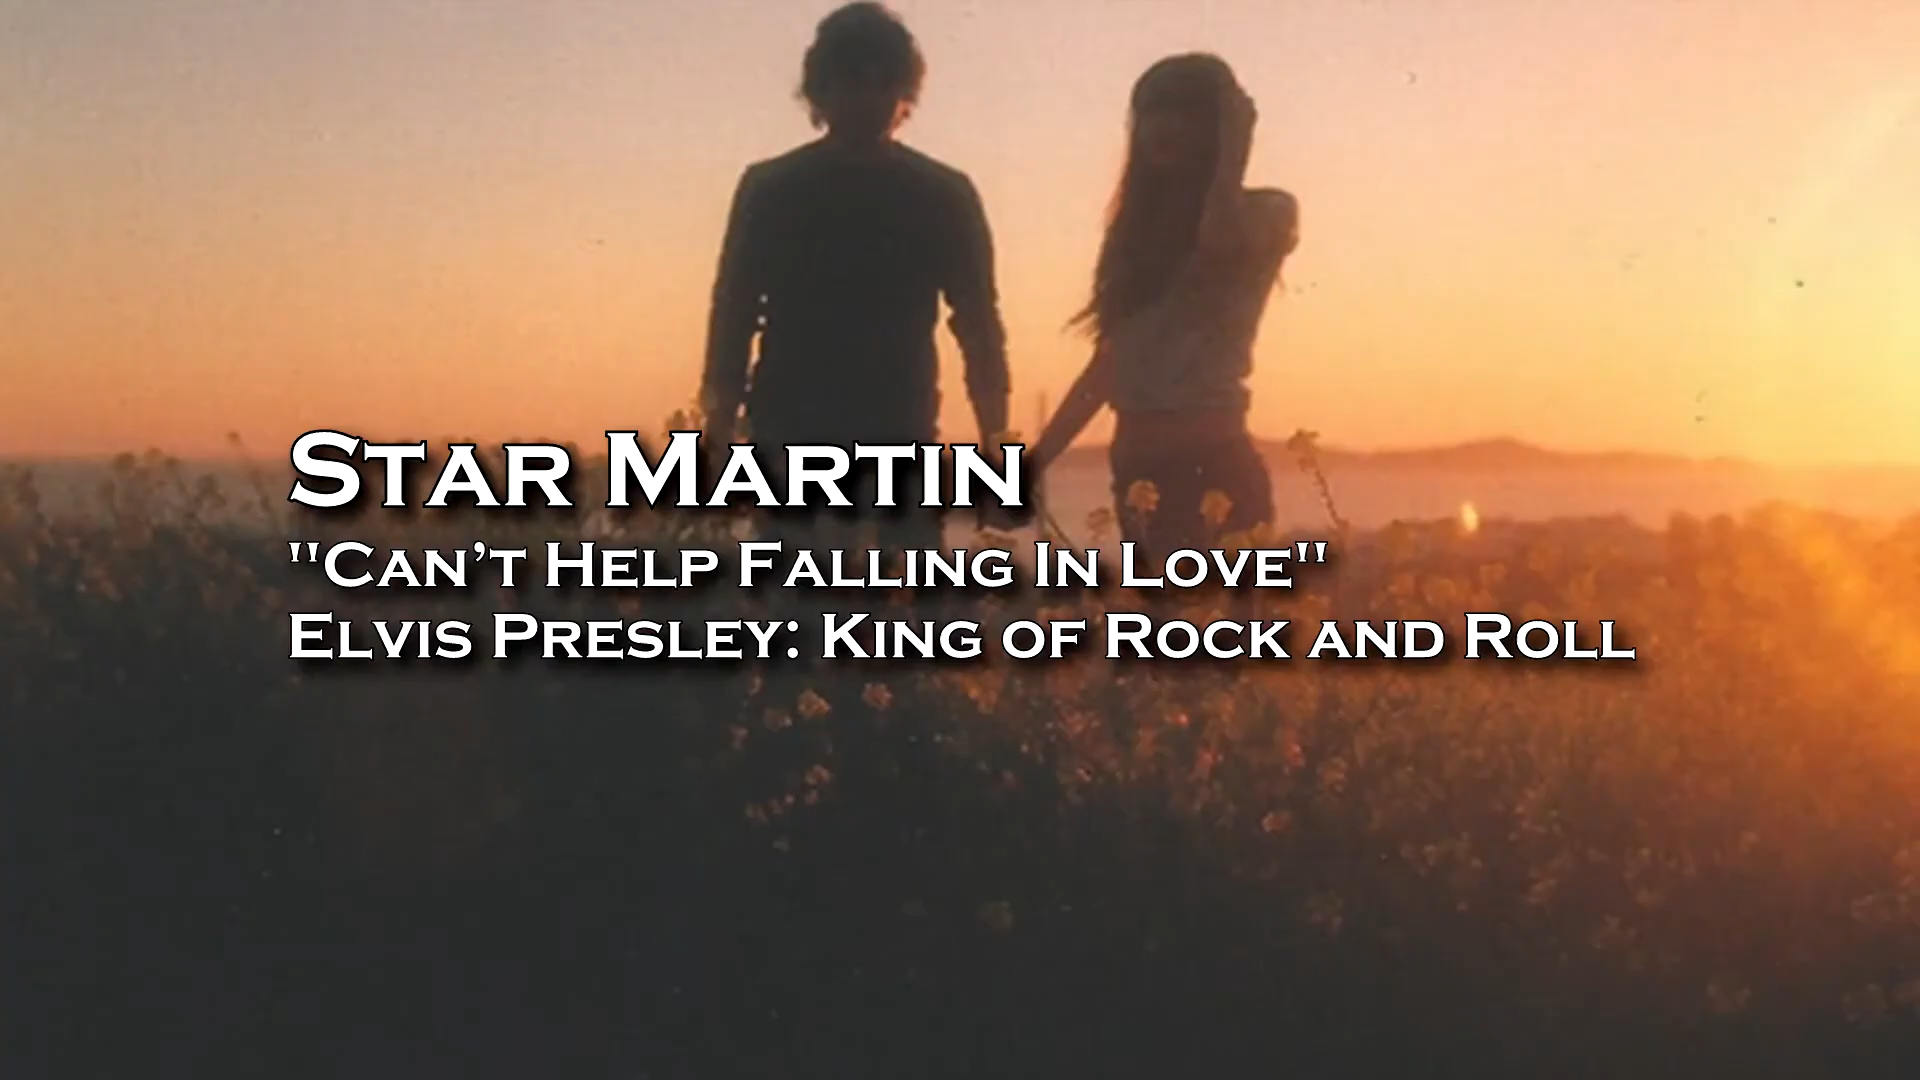 Star Martin
"Can’t Help Falling In Love"
Elvis Presley: King of Rock and Roll